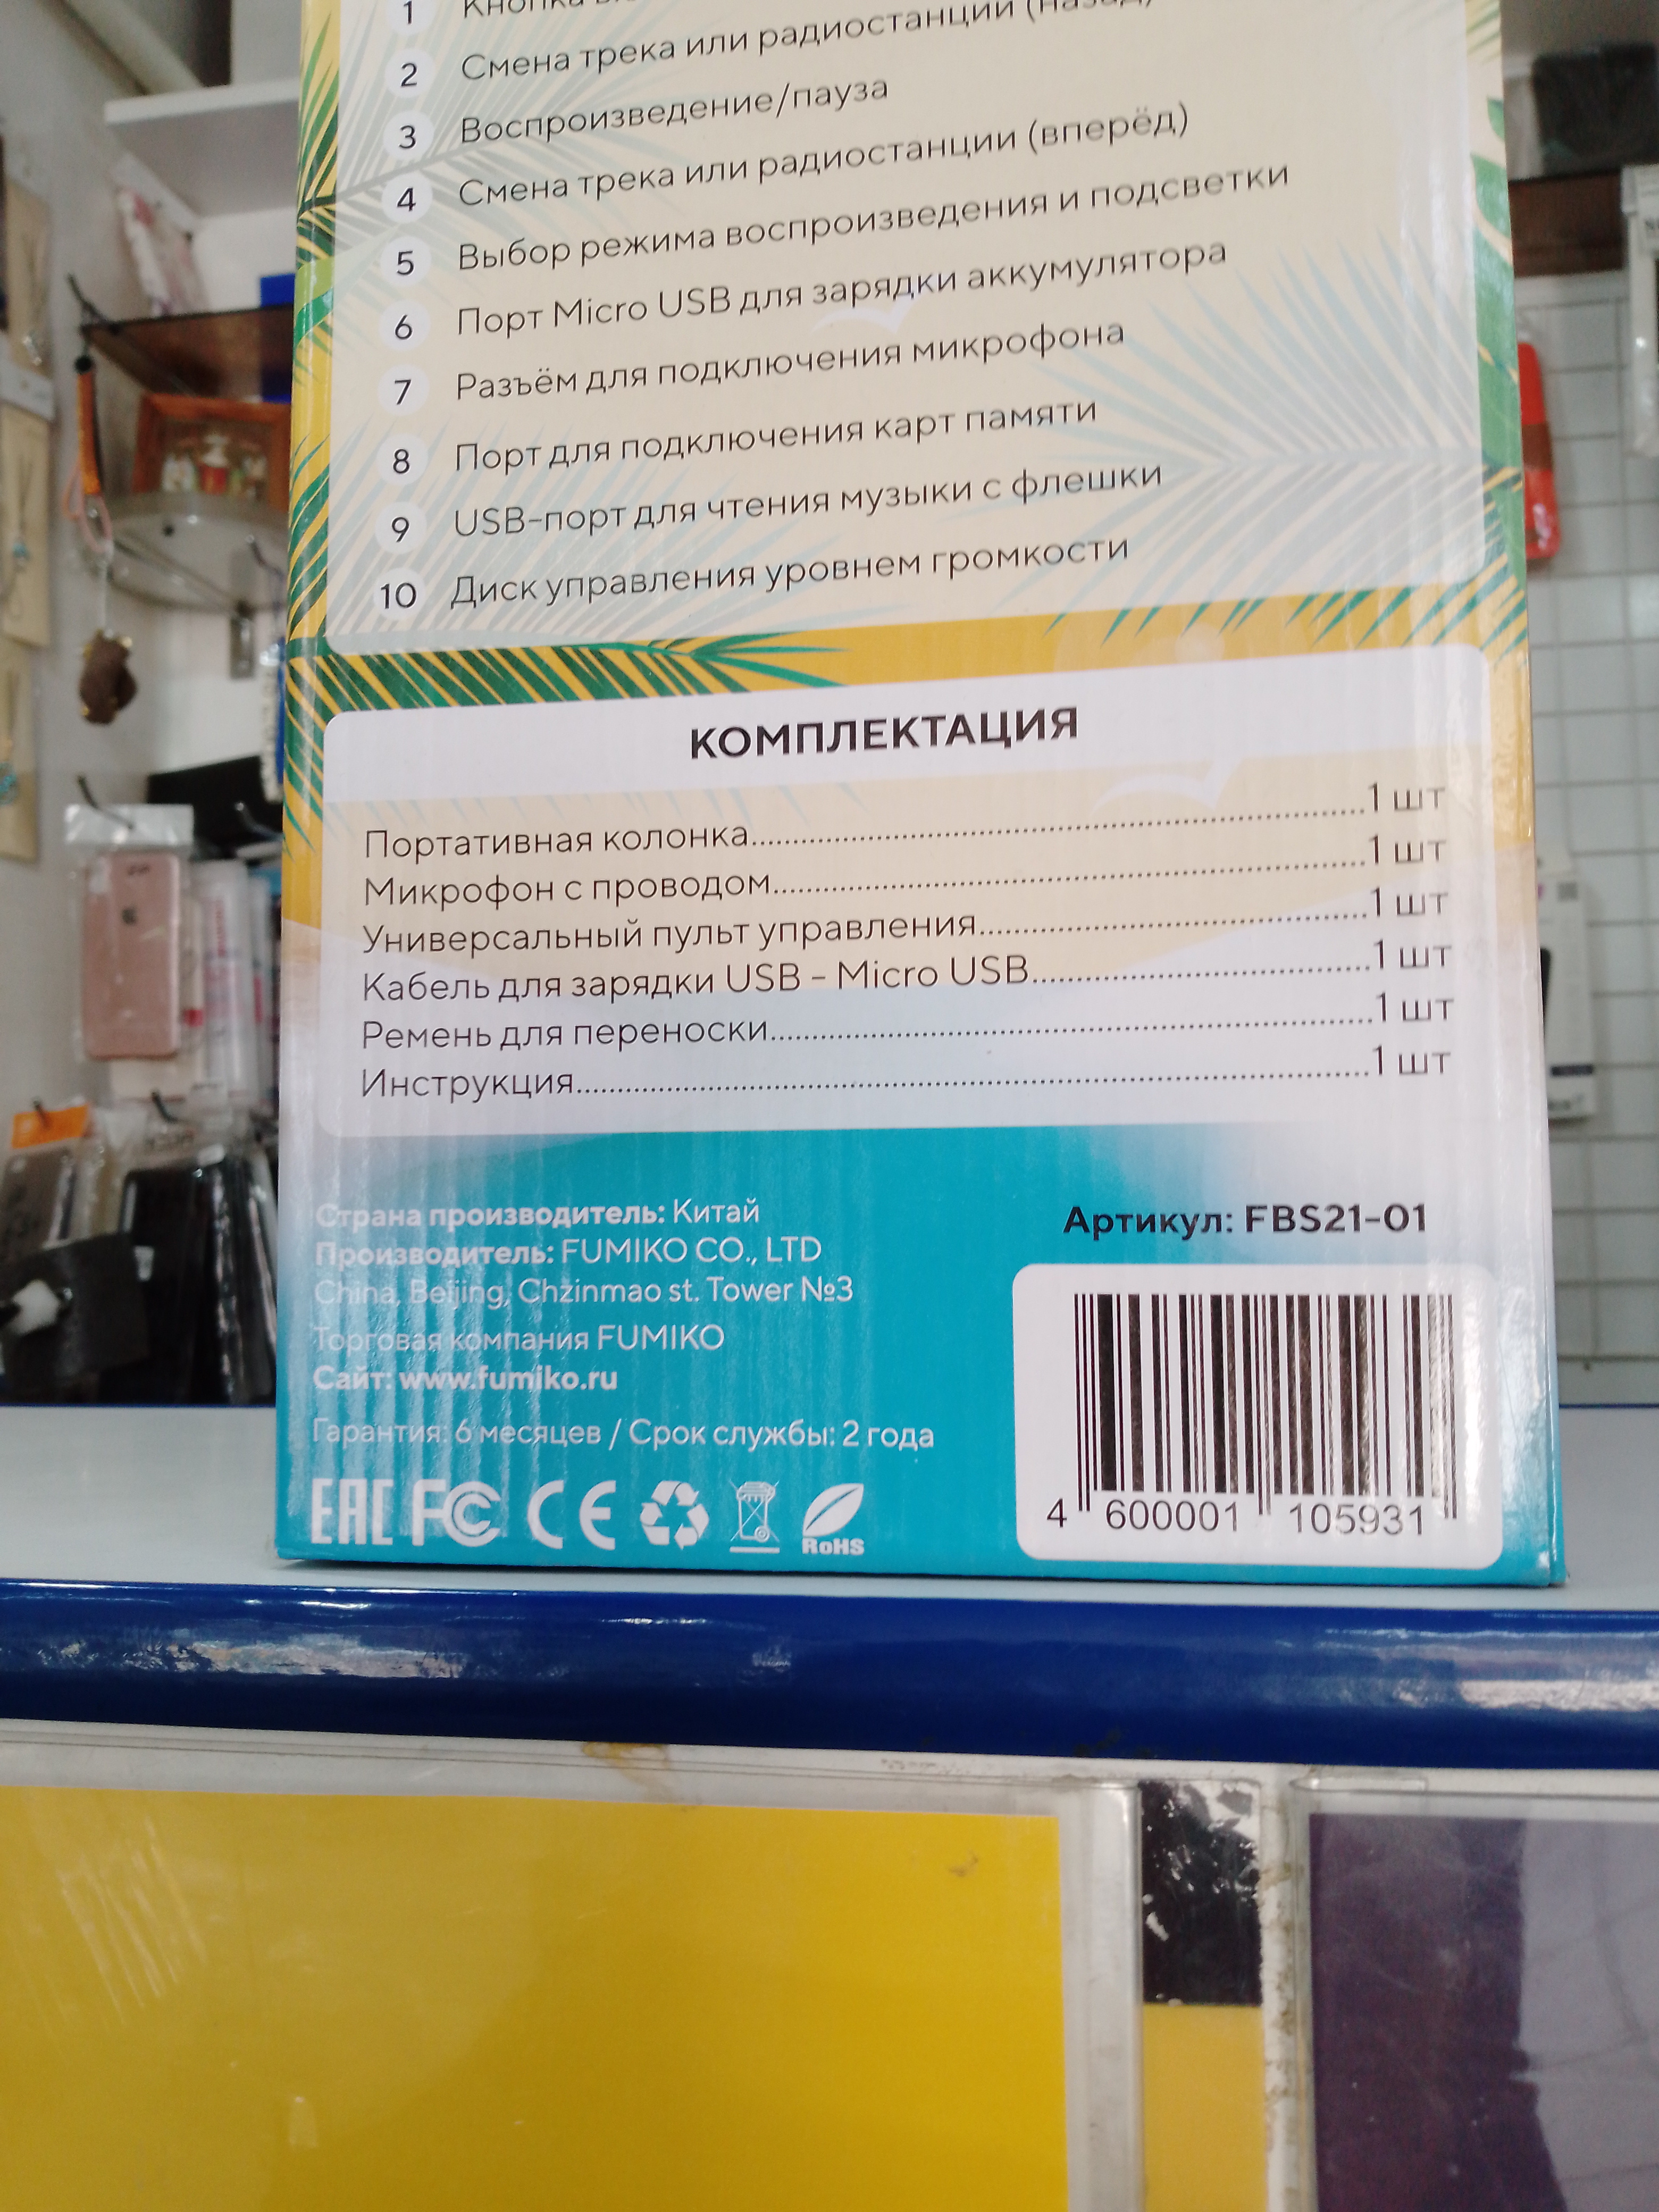 1 Кнопка
2 Смена трека или радиостанции (назад)
3 Воспроизведение/пауза
4 Смена трека или радиостанции (вперёд)
5 Выбор режима воспроизведения и подсветки
6 Порт Micro USB для зарядки аккумулятора
7 Разъём для подключения микрофона
8 Порт для подключения карт памяти
9 USB-порт для чтения музыки с флешки
10 Диск управления уровнем громкости
КОМПЛЕКТАЦИЯ
Портативная колонка....................1 шт
Микрофон с проводом....................1 шт
Универсальный пульт управления....................1 шт
Кабель для зарядки USB - Micro USB....................1 шт
Ремень для переноски....................1 шт
Инструкция....................1 шт
Страна производитель: Китай
Производитель: FUMIKO CO., LTD
China, Beijing, Chzinmao st. Tower №3
Торговая компания FUMIKO
Сайт: www.fumiko.ru
Гарантия: 6 месяцев / Срок службы: 2 года
EAC FC CE RoHS
Артикул: FBS21-01
4 600001 105931